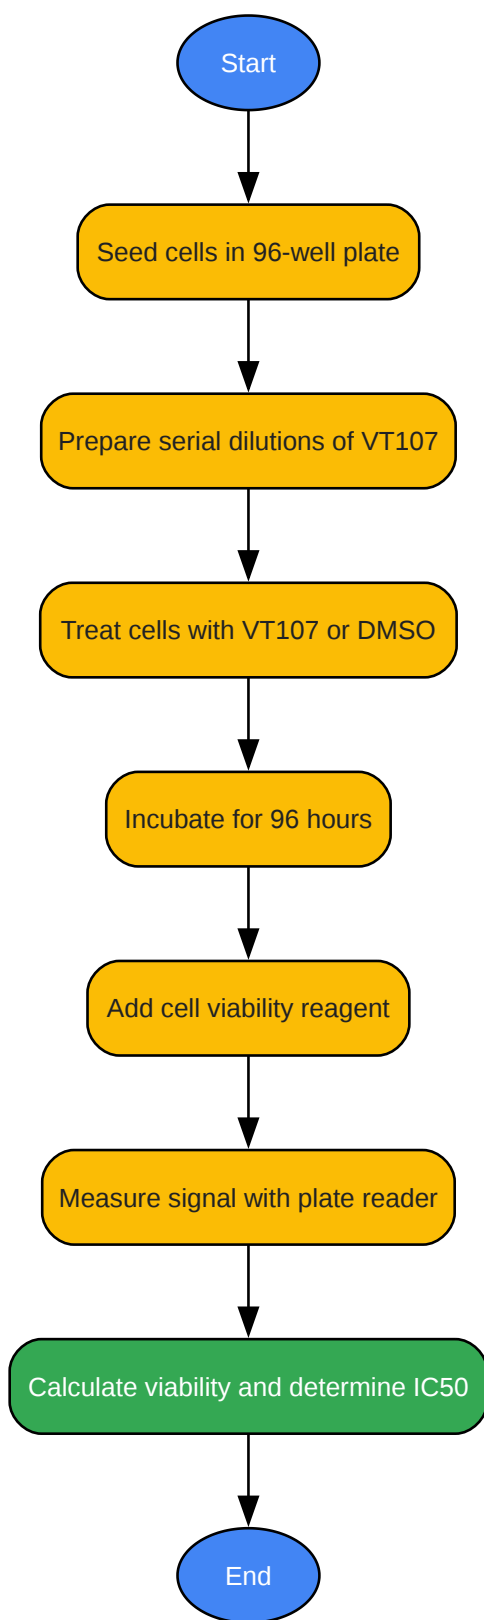 Start
Seed cells in 96-well plate
Prepare serial dilutions of VT107
Treat cells with VT107 or DMSO
Incubate for 96 hours
Add cell viability reagent
Measure signal with plate reader
Calculate viability and determine IC50
End